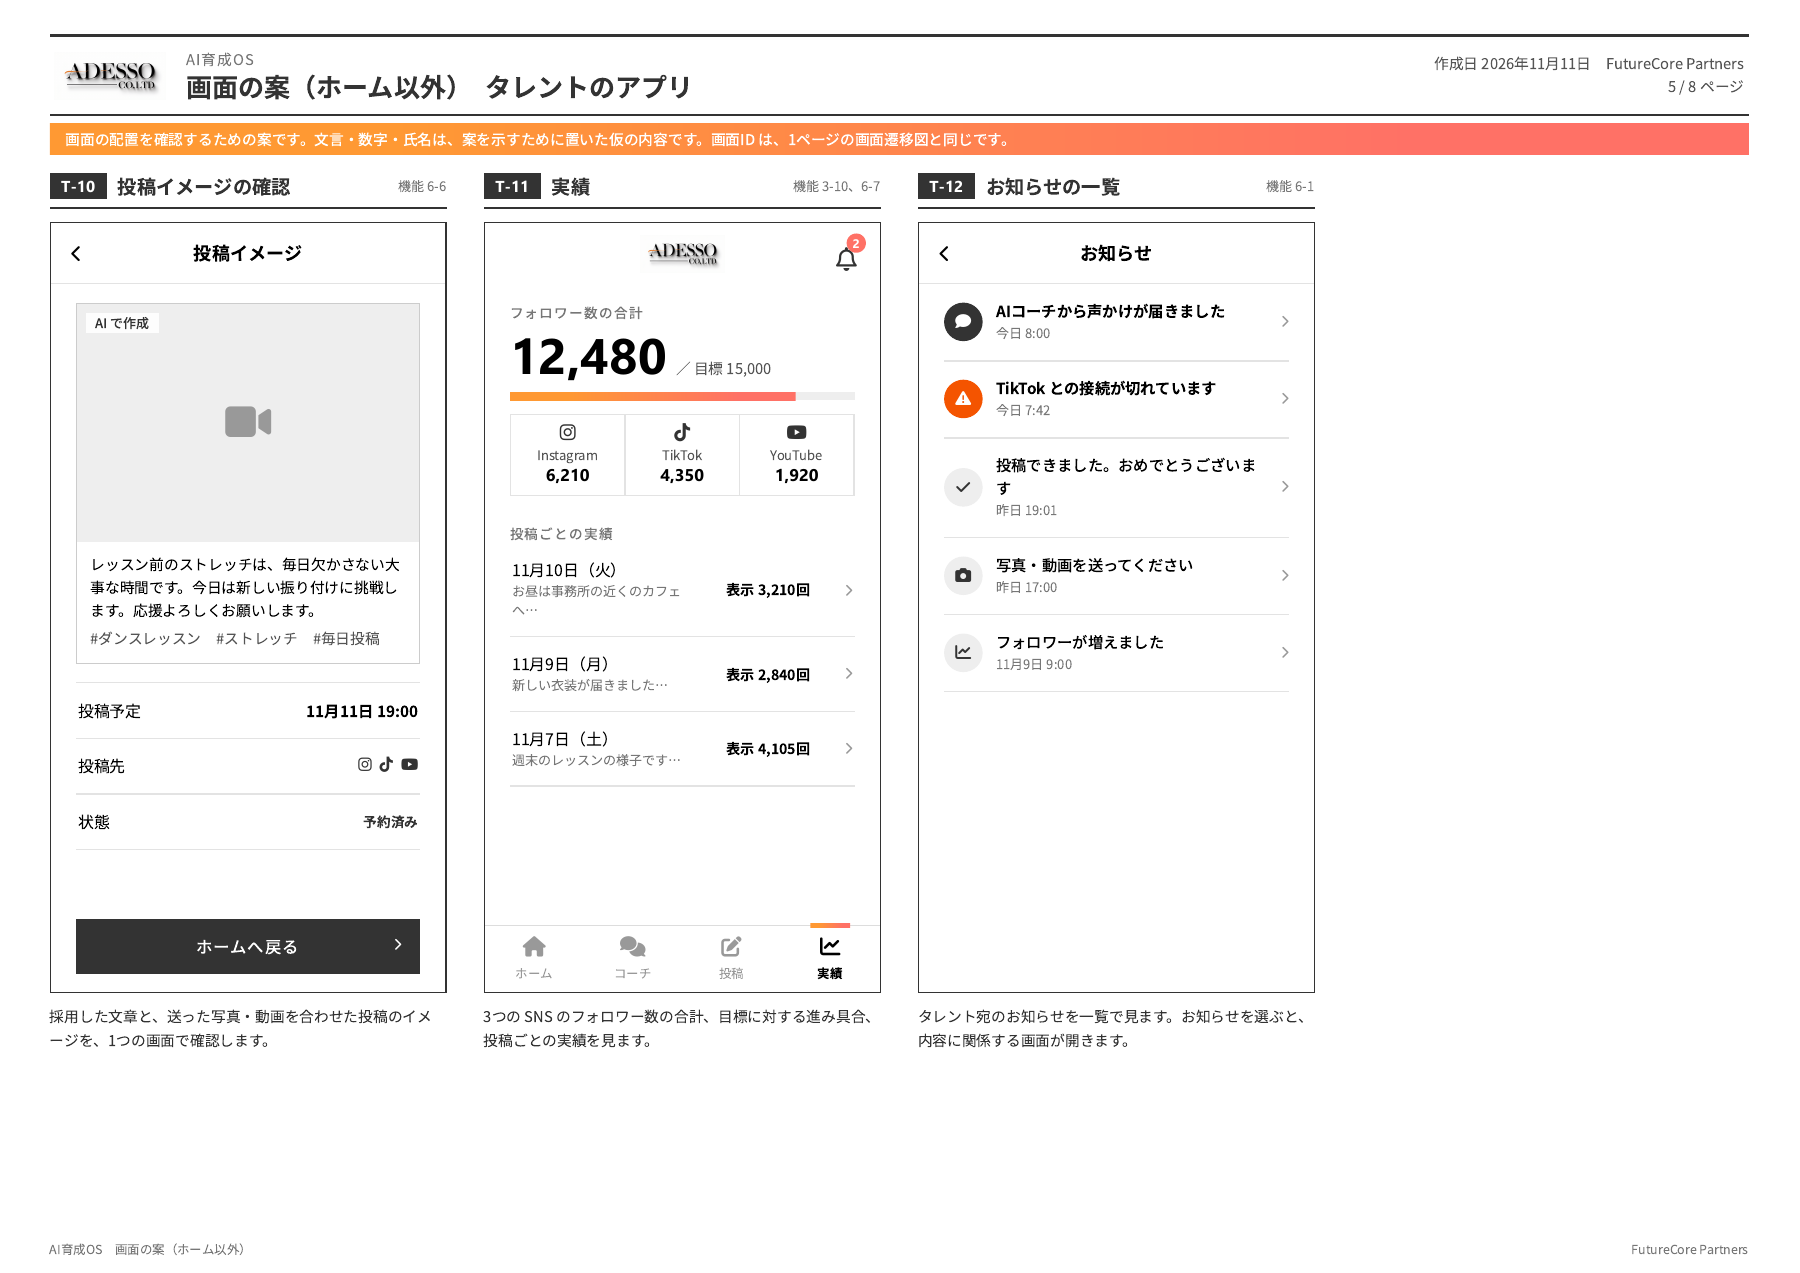 ADESSO
CO.LTD.
AI育成OS
画面の案（ホーム以外）　タレントのアプリ
作成日 2026年11月11日　FutureCore Partners
5 / 8 ページ
画面の配置を確認するための案です。文言・数字・氏名は、案を示すために置いた仮の内容です。画面ID は、1ページの画面遷移図と同じです。
T-10 投稿イメージの確認 機能 6-6
投稿イメージ
AI で作成
レッスン前のストレッチは、毎日欠かさない大
事な時間です。今日は新しい振り付けに挑戦し
ます。応援よろしくお願いします。
#ダンスレッスン　#ストレッチ　#毎日投稿
投稿予定 11月11日 19:00
投稿先
状態 予約済み
ホームへ戻る
採用した文章と、送った写真・動画を合わせた投稿のイメ
ージを、1つの画面で確認します。
T-11 実績 機能 3-10、6-7
ADESSO
CO.LTD.
2
フォロワー数の合計
12,480 ／ 目標 15,000
Instagram TikTok YouTube
6,210 4,350 1,920
投稿ごとの実績
11月10日（火）
お昼は事務所の近くのカフェ
へ…
表示 3,210回
11月9日（月）
新しい衣装が届きました…
表示 2,840回
11月7日（土）
週末のレッスンの様子です…
表示 4,105回
ホーム コーチ 投稿 実績
3つの SNS のフォロワー数の合計、目標に対する進み具合、
投稿ごとの実績を見ます。
T-12 お知らせの一覧 機能 6-1
お知らせ
AIコーチから声かけが届きました
今日 8:00
TikTok との接続が切れています
今日 7:42
投稿できました。おめでとうございま
す
昨日 19:01
写真・動画を送ってください
昨日 17:00
フォロワーが増えました
11月9日 9:00
タレント宛のお知らせを一覧で見ます。お知らせを選ぶと、
内容に関係する画面が開きます。
AI育成OS　画面の案（ホーム以外）
FutureCore Partners